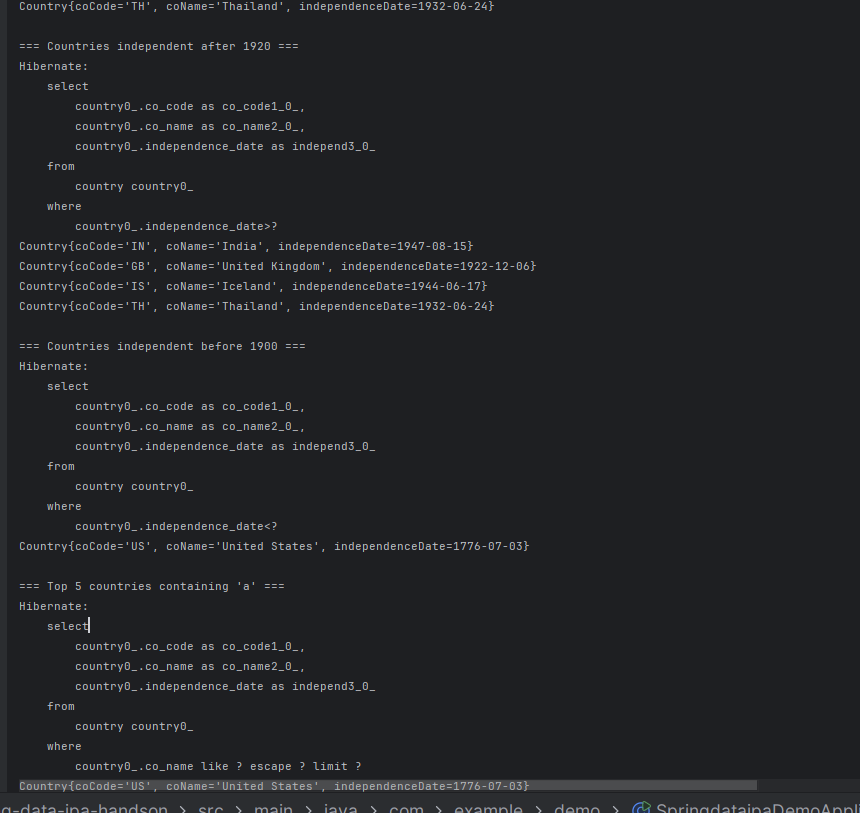 Country{coCode='TH', coName='Thailand', independenceDate=1932-06-24}
=== Countries independent after 1920 ===
Hibernate:
select
country0_.co_code as co_code1_0_,
country0_.co_name as co_name2_0_,
country0_.independence_date as independ3_0_
from
country country0_
where
country0_.independence_date>?
Country{coCode='IN', coName='India', independenceDate=1947-08-15}
Country{coCode='GB', coName='United Kingdom', independenceDate=1922-12-06}
Country{coCode='IS', coName='Iceland', independenceDate=1944-06-17}
Country{coCode='TH', coName='Thailand', independenceDate=1932-06-24}
=== Countries independent before 1900 ===
Hibernate:
select
country0_.co_code as co_code1_0_,
country0_.co_name as co_name2_0_,
country0_.independence_date as independ3_0_
from
country country0_
where
country0_.independence_date<?
Country{coCode='US', coName='United States', independenceDate=1776-07-03}
=== Top 5 countries containing 'a' ===
Hibernate:
select
country0_.co_code as co_code1_0_,
country0_.co_name as co_name2_0_,
country0_.independence_date as independ3_0_
from
country country0_
where
country0_.co_name like ? escape ? limit ?
Country{coCode='US', coName='United States', independenceDate=1776-07-03}
g-data-jpa-handson > src > main > java > com > example > demo > SpringdatajpaDemoAppli